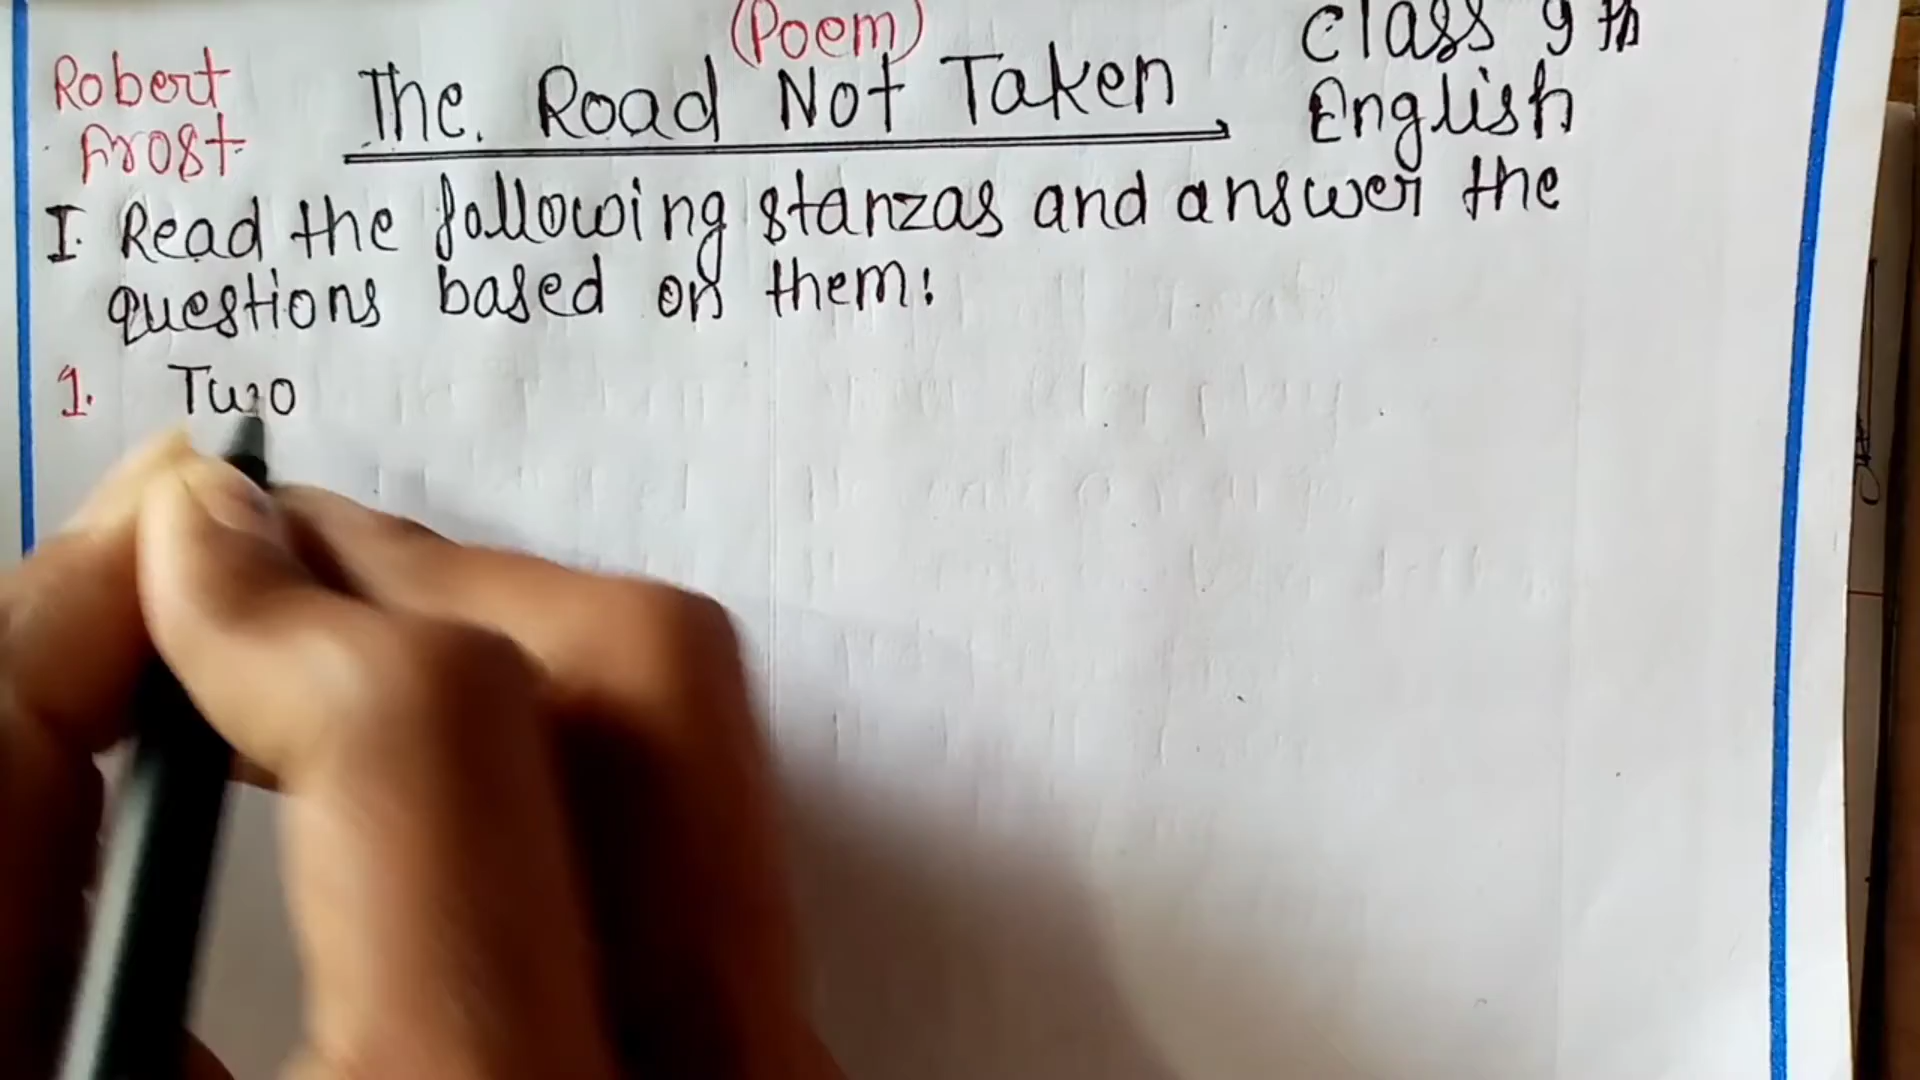 (Poem)
Robert
Frost
The Road Not Taken
Class 9th
English
I. Read the following stanzas and answer the
questions based on them:
1. Two